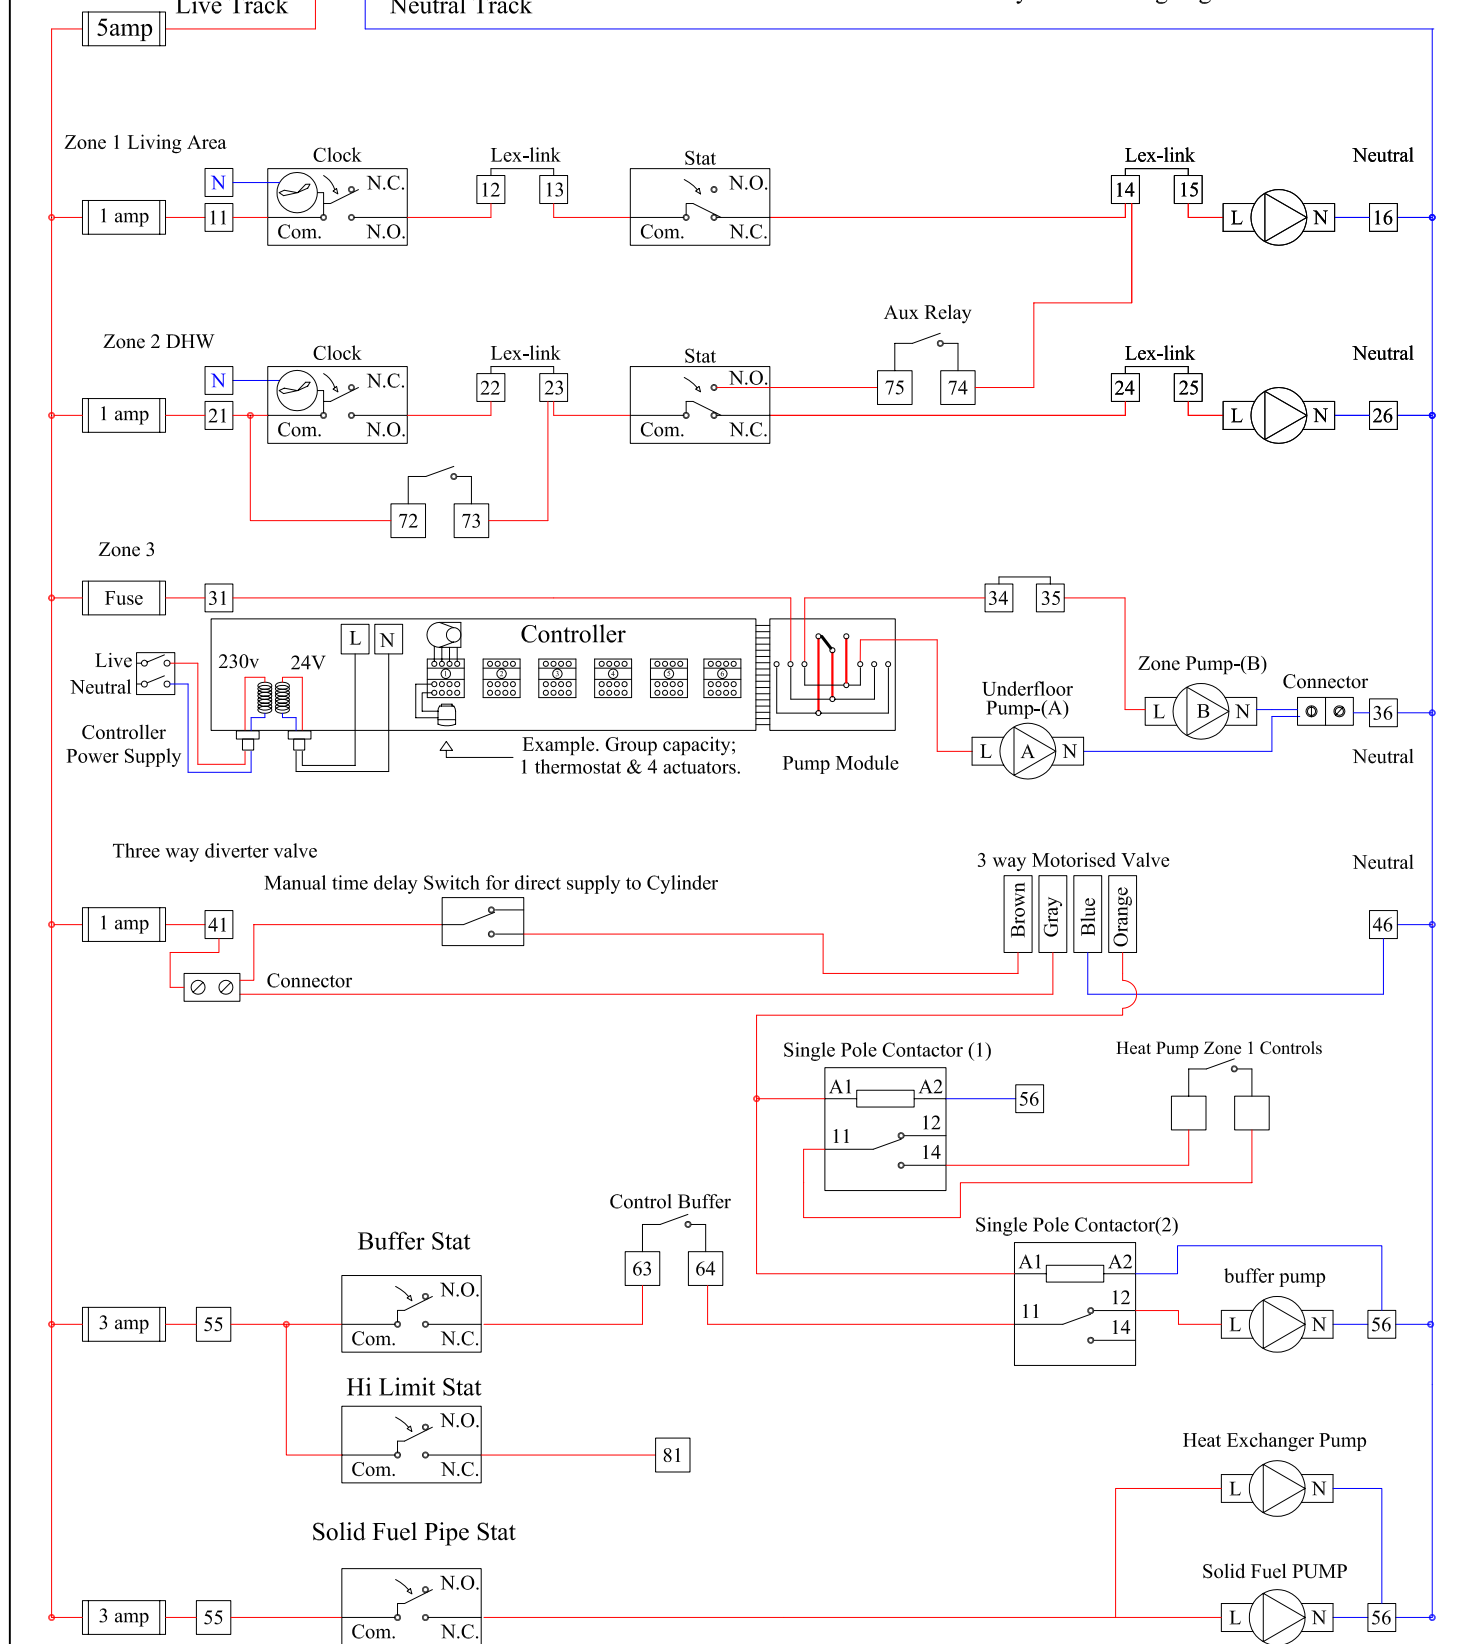 Live Track
Neutral Track
5amp
Zone 1 Living Area
Clock
Lex-link
Stat
Lex-link
Neutral
N
N.C.
12
13
N.O.
14
15
1 amp
11
Com.
N.O.
Com.
N.C.
L
N
16
Aux Relay
Zone 2 DHW
Clock
Lex-link
Stat
Lex-link
Neutral
N
N.C.
22
23
N.O.
75
74
24
25
1 amp
21
Com.
N.O.
Com.
N.C.
L
N
26
72
73
Zone 3
Fuse
31
34
35
L
N
Controller
Live
230v
24V
Neutral
1
2
3
4
5
6
Zone Pump-(B)
Connector
Underfloor
Pump-(A)
L
B
N
36
Controller
Power Supply
Example. Group capacity;
1 thermostat & 4 actuators.
Pump Module
L
A
N
Neutral
Three way diverter valve
3 way Motorised Valve
Neutral
Manual time delay Switch for direct supply to Cylinder
1 amp
41
Brown
Gray
Blue
Orange
46
Connector
Single Pole Contactor (1)
Heat Pump Zone 1 Controls
A1
A2
56
11
12
14
Control Buffer
Single Pole Contactor(2)
Buffer Stat
63
64
A1
A2
buffer pump
N.O.
11
12
14
3 amp
55
Com.
N.C.
L
N
56
Hi Limit Stat
N.O.
Com.
N.C.
81
Heat Exchanger Pump
L
N
Solid Fuel Pipe Stat
Solid Fuel PUMP
N.O.
3 amp
55
Com.
N.C.
L
N
56